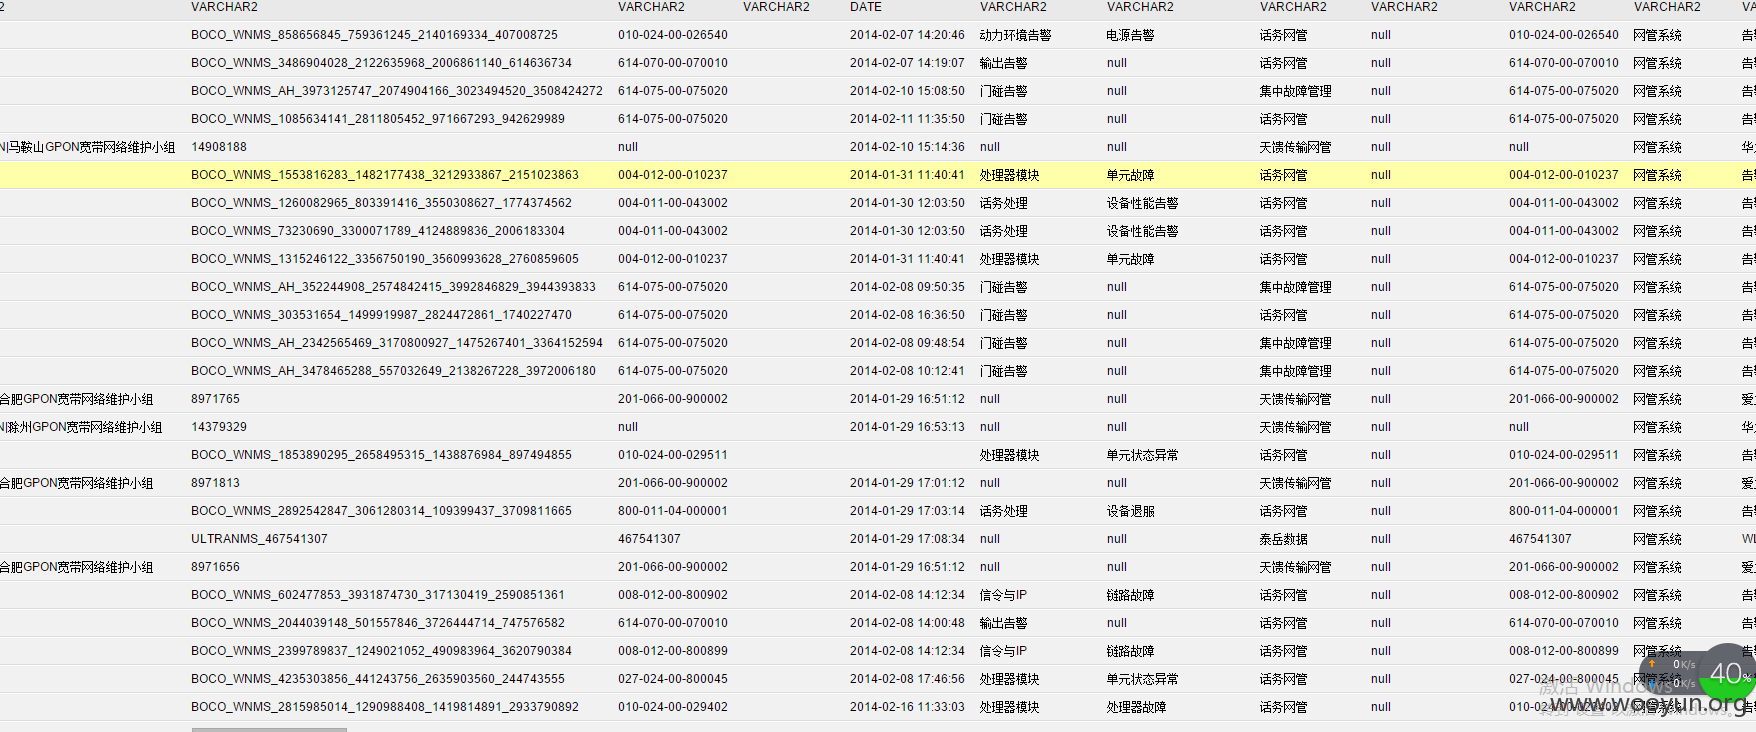 2 VARCHAR2 VARCHAR2 VARCHAR2 DATE VARCHAR2 VARCHAR2 VARCHAR2 VARCHAR2 VARCHAR2 VARCHAR2 VA
BOCO_WNMS_858656845_759361245_2140169334_407008725 010-024-00-026540 2014-02-07 14:20:46 动力环境告警 电源告警 话务网管 null 010-024-00-026540 网管系统 告
BOCO_WNMS_3486904028_2122635968_2006861140_614636734 614-070-00-070010 2014-02-07 14:19:07 输出告警 null 话务网管 null 614-070-00-070010 网管系统 告
BOCO_WNMS_AH_3973125747_2074904166_3023494520_3508424272 614-075-00-075020 2014-02-10 15:08:50 门碰告警 null 集中故障管理 null 614-075-00-075020 网管系统 告
BOCO_WNMS_1085634141_2811805452_971667293_942629989 614-075-00-075020 2014-02-11 11:35:50 门碰告警 null 话务网管 null 614-075-00-075020 网管系统 告
N|马鞍山GPON宽带网络维护小组 14908188 null 2014-02-10 15:14:36 null null 天馈传输网管 null null 网管系统 华
BOCO_WNMS_1553816283_1482177438_3212933867_2151023863 004-012-00-010237 2014-01-31 11:40:41 处理器模块 单元故障 话务网管 null 004-012-00-010237 网管系统 告
BOCO_WNMS_1260082965_803391416_3550308627_1774374562 004-011-00-043002 2014-01-30 12:03:50 话务处理 设备性能告警 话务网管 null 004-011-00-043002 网管系统 告
BOCO_WNMS_73230690_3300071789_4124889836_2006183304 004-011-00-043002 2014-01-30 12:03:50 话务处理 设备性能告警 话务网管 null 004-011-00-043002 网管系统 告
BOCO_WNMS_1315246122_3356750190_3560993628_2760859605 004-012-00-010237 2014-01-31 11:40:41 处理器模块 单元故障 话务网管 null 004-012-00-010237 网管系统 告
BOCO_WNMS_AH_352244908_2574842415_3992846829_3944393833 614-075-00-075020 2014-02-08 09:50:35 门碰告警 null 集中故障管理 null 614-075-00-075020 网管系统 告
BOCO_WNMS_303531654_1499919987_2824472861_1740227470 614-075-00-075020 2014-02-08 16:36:50 门碰告警 null 话务网管 null 614-075-00-075020 网管系统 告
BOCO_WNMS_AH_2342565469_3170800927_1475267401_3364152594 614-075-00-075020 2014-02-08 09:48:54 门碰告警 null 集中故障管理 null 614-075-00-075020 网管系统 告
BOCO_WNMS_AH_3478465288_557032649_2138267228_3972006180 614-075-00-075020 2014-02-08 10:12:41 门碰告警 null 集中故障管理 null 614-075-00-075020 网管系统 告
合肥GPON宽带网络维护小组 8971765 201-066-00-900002 2014-01-29 16:51:12 null null 天馈传输网管 null 201-066-00-900002 网管系统 爱
N|滁州GPON宽带网络维护小组 14379329 null 2014-01-29 16:53:13 null null 天馈传输网管 null null 网管系统 华
BOCO_WNMS_1853890295_2658495315_1438876984_897494855 010-024-00-029511 处理器模块 单元状态异常 话务网管 null 010-024-00-029511 网管系统 告
合肥GPON宽带网络维护小组 8971813 201-066-00-900002 2014-01-29 17:01:12 null null 天馈传输网管 null 201-066-00-900002 网管系统 爱
BOCO_WNMS_2892542847_3061280314_109399437_3709811665 800-011-04-000001 2014-01-29 17:03:14 话务处理 设备退服 话务网管 null 800-011-04-000001 网管系统 告
ULTRANMS_467541307 467541307 2014-01-29 17:08:34 null null 泰岳数据 null 467541307 网管系统 WL
合肥GPON宽带网络维护小组 8971656 201-066-00-900002 2014-01-29 16:51:12 null null 天馈传输网管 null 201-066-00-900002 网管系统 爱
BOCO_WNMS_602477853_3931874730_317130419_2590851361 008-012-00-800902 2014-02-08 14:12:34 信令与IP 链路故障 话务网管 null 008-012-00-800902 网管系统 告
BOCO_WNMS_2044039148_501557846_3726444714_747576582 614-070-00-070010 2014-02-08 14:00:48 输出告警 null 话务网管 null 614-070-00-070010 网管系统 告
BOCO_WNMS_2399789837_1249021052_490983964_3620790384 008-012-00-800899 2014-02-08 14:12:34 信令与IP 链路故障 话务网管 null 008-012-00-800899 网管系统 告
0K/s 40%
BOCO_WNMS_4235303856_441243756_2635903560_244743555 027-024-00-800045 2014-02-08 17:46:56 处理器模块 单元状态异常 话务网管 null 027-024-00-800045 网管系统
0K/s
激活 Windows
BOCO_WNMS_2815985014_1290988408_1419814891_2933790892 010-024-00-029402 2014-02-16 11:33:03 处理器模块 处理器故障 话务网管 null 010-024-00-029402 网管系统 告
转到"设置"以激活 Windows。
www.wooyun.org